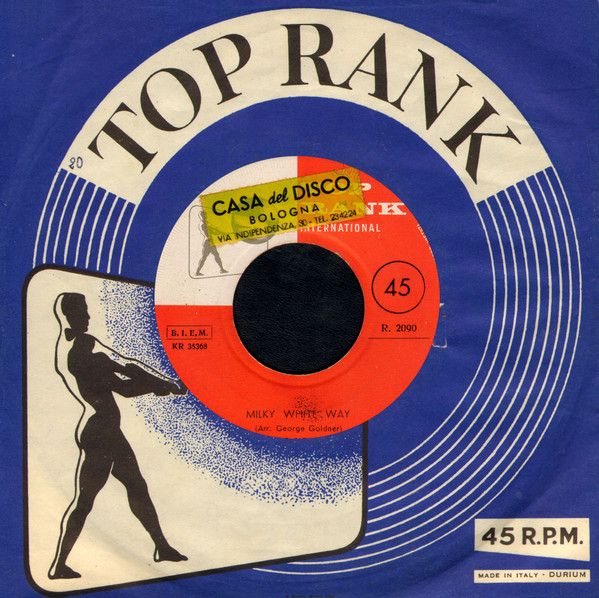 TOP RANK
20
CASA del DISCO
BOLOGNA
VIA INDIPENDENZA, 30 - TEL. 234224
P
RANK
INTERNATIONAL
45
B. I. E. M.
KR 35368
R. 2090
MILKY WHITE WAY
(Arr. George Goldner)
45 R.P.M.
MADE IN ITALY - DURIUM